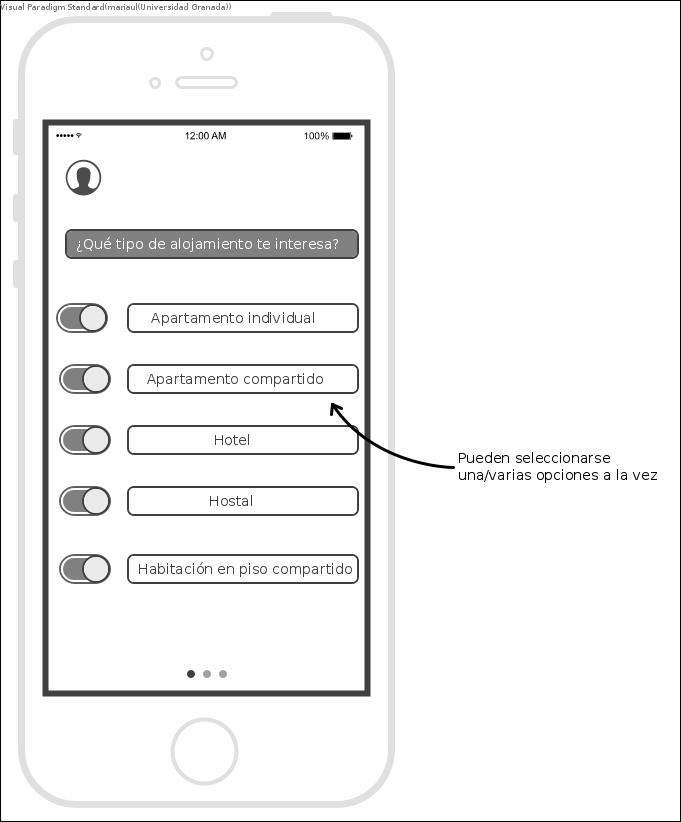 Visual Paradigm Standard(mariaul(Universidad Granada))
12:00 AM
100%
¿Qué tipo de alojamiento te interesa?
Apartamento individual
Apartamento compartido
Hotel
Pueden seleccionarse
una/varias opciones a la vez
Hostal
Habitación en piso compartido